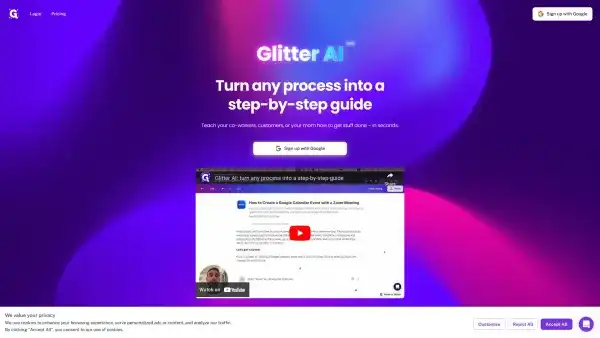 Login
Pricing
Sign up with Google
Glitter AI
Turn any process into a
step-by-step guide
Teach your co-workers, customers, or your mom how to get stuff done – in seconds.
Sign up with Google
Glitter AI: turn any process into a step-by-step guide
How to Create a Google Calendar Event with a Zoom Meeting
Watch on YouTube
We value your privacy
We use cookies to enhance your browsing experience, serve personalized ads or content, and analyze our traffic.
By clicking "Accept All", you consent to our use of cookies.
Customize
Reject All
Accept All